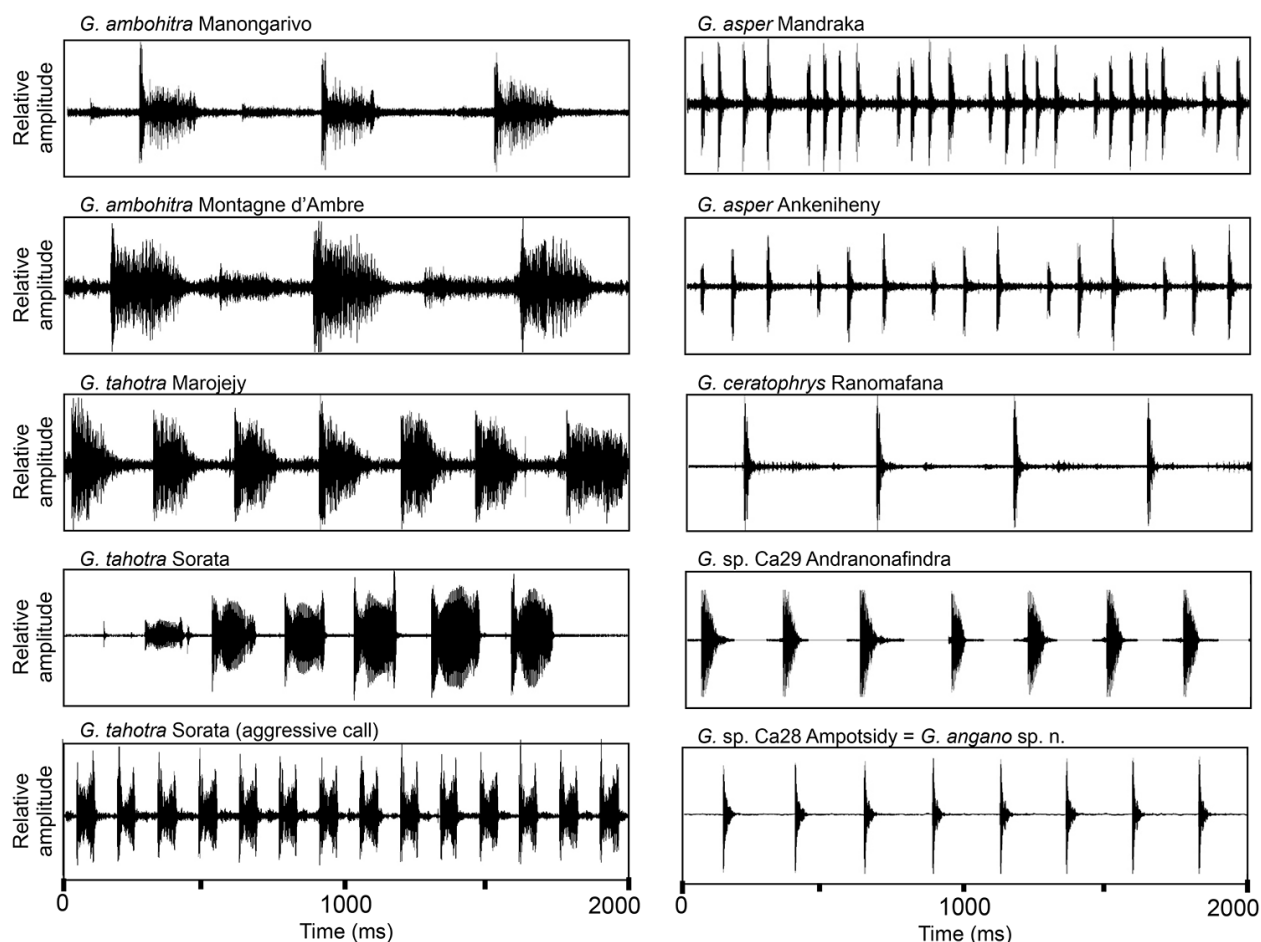 G. ambohitra Manongarivo
Relative
amplitude
G. ambohitra Montagne d’Ambre
Relative
amplitude
G. tahotra Marojejy
Relative
amplitude
G. tahotra Sorata
Relative
amplitude
G. tahotra Sorata (aggressive call)
Relative
amplitude
0 1000 2000
Time (ms)
G. asper Mandraka
G. asper Ankeniheny
G. ceratophrys Ranomafana
G. sp. Ca29 Andranonafindra
G. sp. Ca28 Ampotsidy = G. angano sp. n.
0 1000 2000
Time (ms)